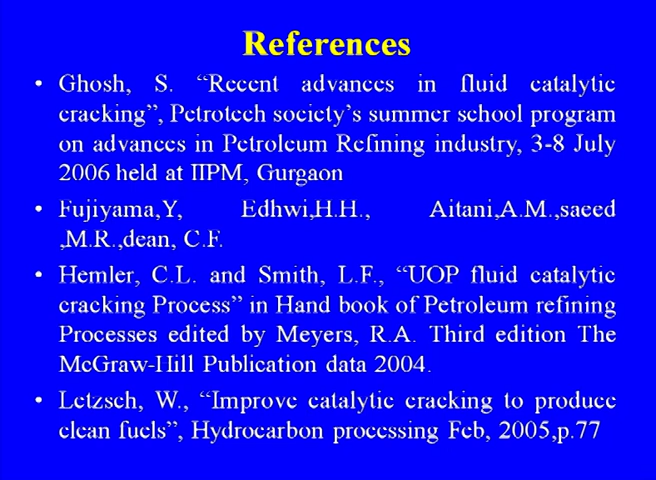 References
• Ghosh, S. “Recent advances in fluid catalytic
cracking”, Petrotech society’s summer school program
on advances in Petroleum Refining industry, 3-8 July
2006 held at IIPM, Gurgaon
• Fujiyama,Y, Edhwi,H.H., Aitani,A.M.,saeed
,M.R.,dean, C.F.
• Hemler, C.L. and Smith, L.F., “UOP fluid catalytic
cracking Process” in Hand book of Petroleum refining
Processes edited by Meyers, R.A. Third edition The
McGraw-Hill Publication data 2004.
• Letzsch, W., “Improve catalytic cracking to produce
clean fuels”, Hydrocarbon processing Feb, 2005,p.77